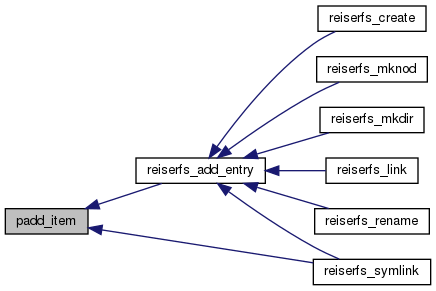 reiserfs_create
reiserfs_mknod
reiserfs_mkdir
reiserfs_add_entry
reiserfs_link
padd_item
reiserfs_rename
reiserfs_symlink